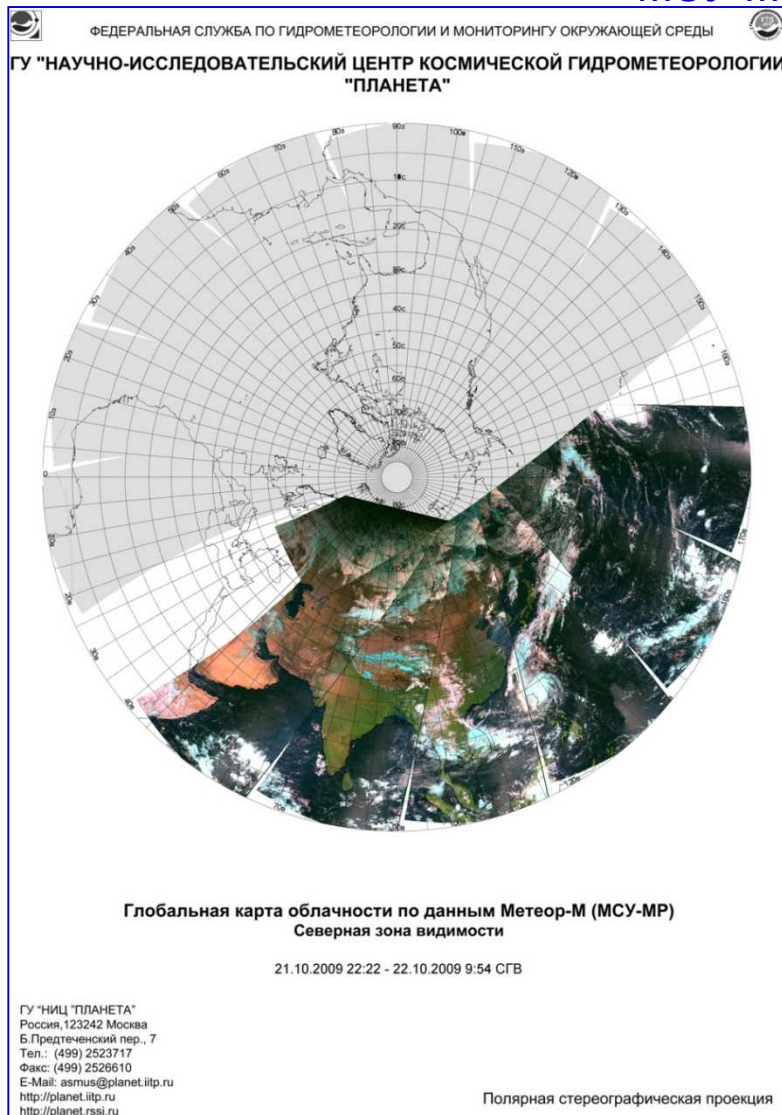 ФЕДЕРАЛЬНАЯ СЛУЖБА ПО ГИДРОМЕТЕОРОЛОГИИ И МОНИТОРИНГУ ОКРУЖАЮЩЕЙ СРЕДЫ
ГУ "НАУЧНО-ИССЛЕДОВАТЕЛЬСКИЙ ЦЕНТР КОСМИЧЕСКОЙ ГИДРОМЕТЕОРОЛОГИИ
"ПЛАНЕТА"
Глобальная карта облачности по данным Метеор-М (МСУ-МР)
Северная зона видимости
21.10.2009 22:22 - 22.10.2009 9:54 СГВ
ГУ "НИЦ "ПЛАНЕТА"
Россия,123242 Москва
Б.Предтеченский пер., 7
Тел.: (499) 2523717
Факс: (499) 2526610
E-Mail: asmus@planet.iitp.ru
http://planet.iitp.ru
http://planet.rssi.ru
Полярная стереографическая проекция